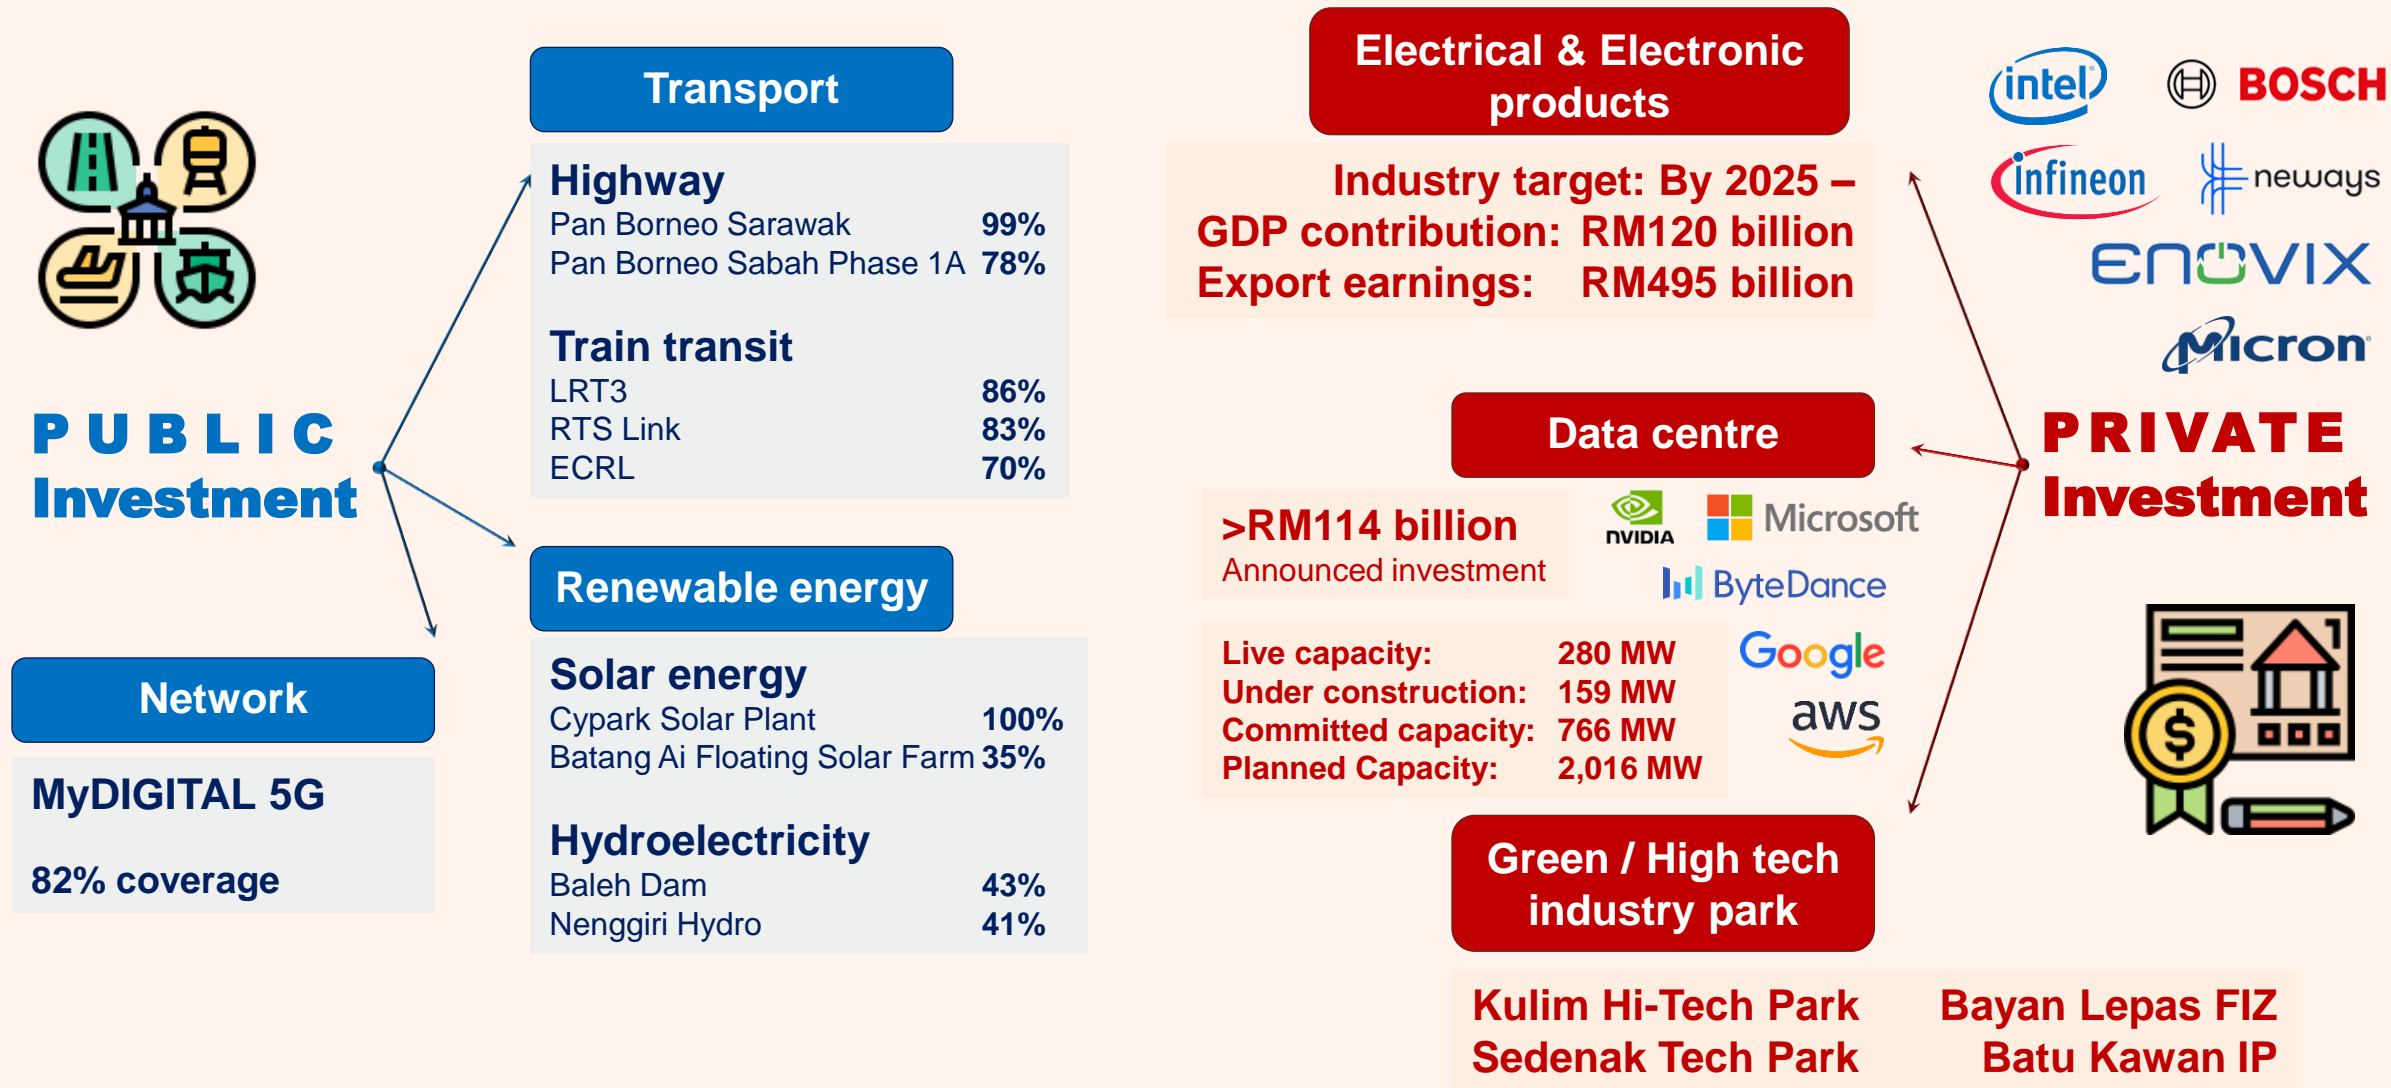 PUBLIC
Investment
Transport
Highway
Pan Borneo Sarawak 99%
Pan Borneo Sabah Phase 1A 78%
Train transit
LRT3 86%
RTS Link 83%
ECRL 70%
Renewable energy
Solar energy
Cypark Solar Plant 100%
Batang Ai Floating Solar Farm 35%
Hydroelectricity
Baleh Dam 43%
Nenggiri Hydro 41%
Network
MyDIGITAL 5G
82% coverage
Electrical & Electronic
products
Industry target: By 2025 –
GDP contribution: RM120 billion
Export earnings: RM495 billion
intel
BOSCH
infineon
neways
ENOVIX
Micron
PRIVATE
Investment
Data centre
>RM114 billion
Announced investment
NVIDIA
Microsoft
ByteDance
Google
aws
Live capacity: 280 MW
Under construction: 159 MW
Committed capacity: 766 MW
Planned Capacity: 2,016 MW
$
Green / High tech
industry park
Kulim Hi-Tech Park Bayan Lepas FIZ
Sedenak Tech Park Batu Kawan IP